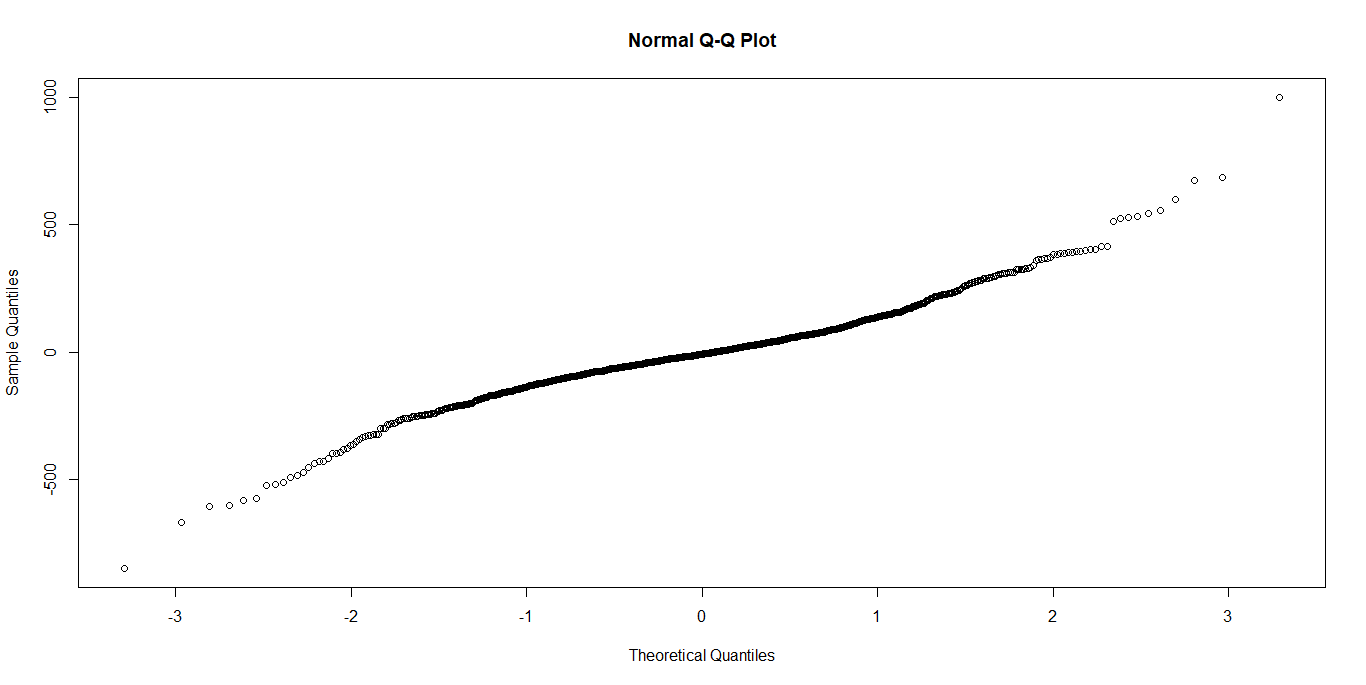 Normal Q-Q Plot
1000
500
0
-500
Sample Quantiles
-3 -2 -1 0 1 2 3
Theoretical Quantiles